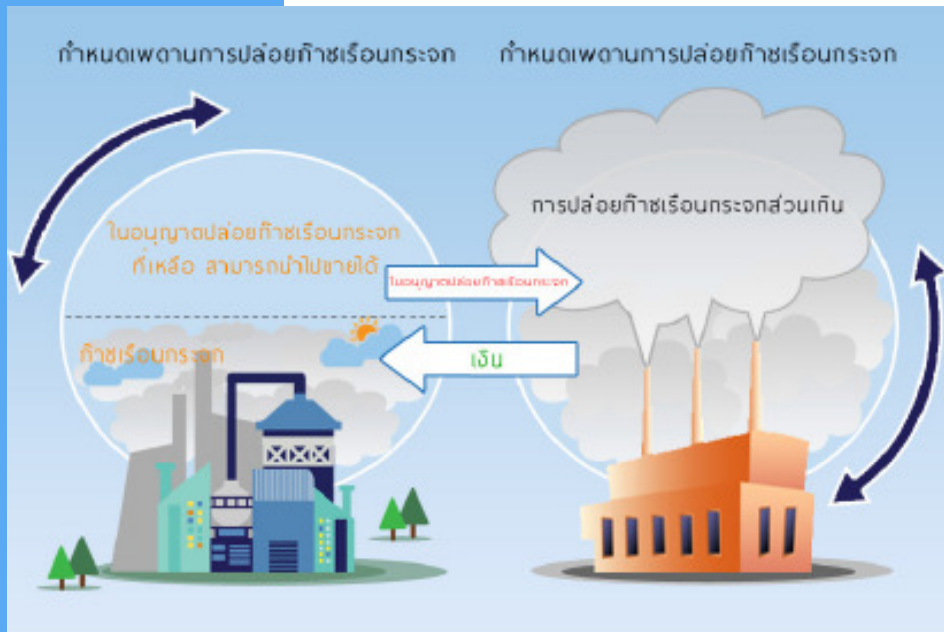 กำหนดเพดานการปล่อยก๊าซเรือนกระจก
กำหนดเพดานการปล่อยก๊าซเรือนกระจก
การปล่อยก๊าซเรือนกระจกส่วนเกิน
ใบอนุญาตปล่อยก๊าซเรือนกระจก
ที่เหลือ สามารถนำไปขายได้
ใบอนุญาตปล่อยก๊าซเรือนกระจก
ก๊าซเรือนกระจก
เงิน